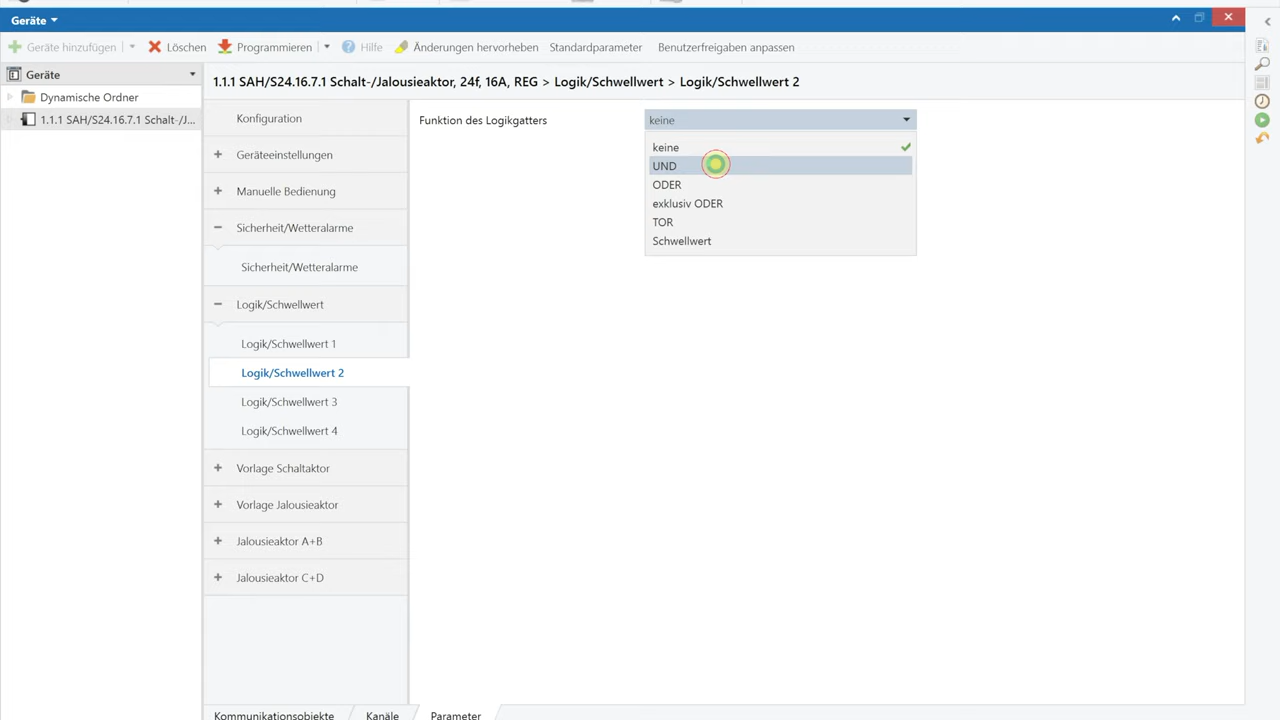 Geräte
Geräte hinzufügen
Löschen
Programmieren
Hilfe
Änderungen hervorheben
Standardparameter
Benutzerfreigaben anpassen
Geräte
Dynamische Ordner
1.1.1 SAH/S24.16.7.1 Schalt-/J...
1.1.1 SAH/S24.16.7.1 Schalt-/Jalousieaktor, 24f, 16A, REG > Logik/Schwellwert > Logik/Schwellwert 2
Konfiguration
Geräteeinstellungen
Manuelle Bedienung
Sicherheit/Wetteralarme
Sicherheit/Wetteralarme
Logik/Schwellwert
Logik/Schwellwert 1
Logik/Schwellwert 2
Logik/Schwellwert 3
Logik/Schwellwert 4
Vorlage Schaltaktor
Vorlage Jalousieaktor
Jalousieaktor A+B
Jalousieaktor C+D
Funktion des Logikgatters
keine
keine
UND
ODER
exklusiv ODER
TOR
Schwellwert
Kommunikationsobjekte
Kanäle
Parameter